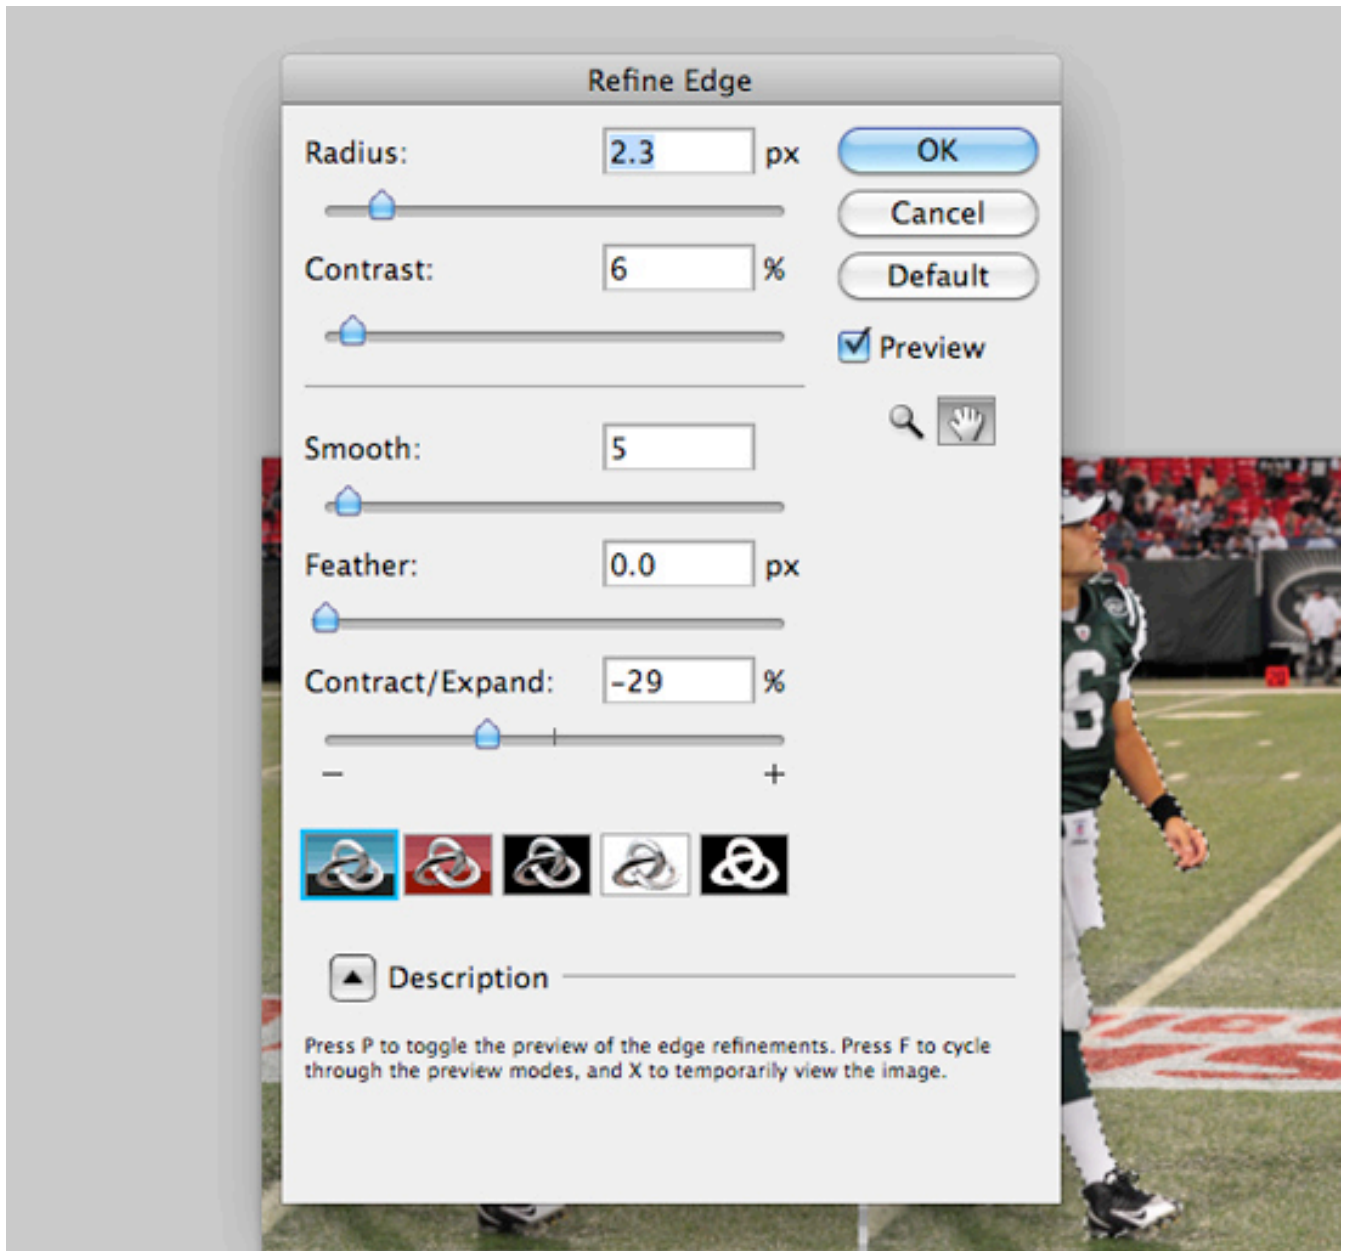 Refine Edge
Radius: 2.3 px
OK
Cancel
Contrast: 6 %
Default
Preview
Smooth: 5
Feather: 0.0 px
Contract/Expand: -29 %
− +
Description
Press P to toggle the preview of the edge refinements. Press F to cycle
through the preview modes, and X to temporarily view the image.
6